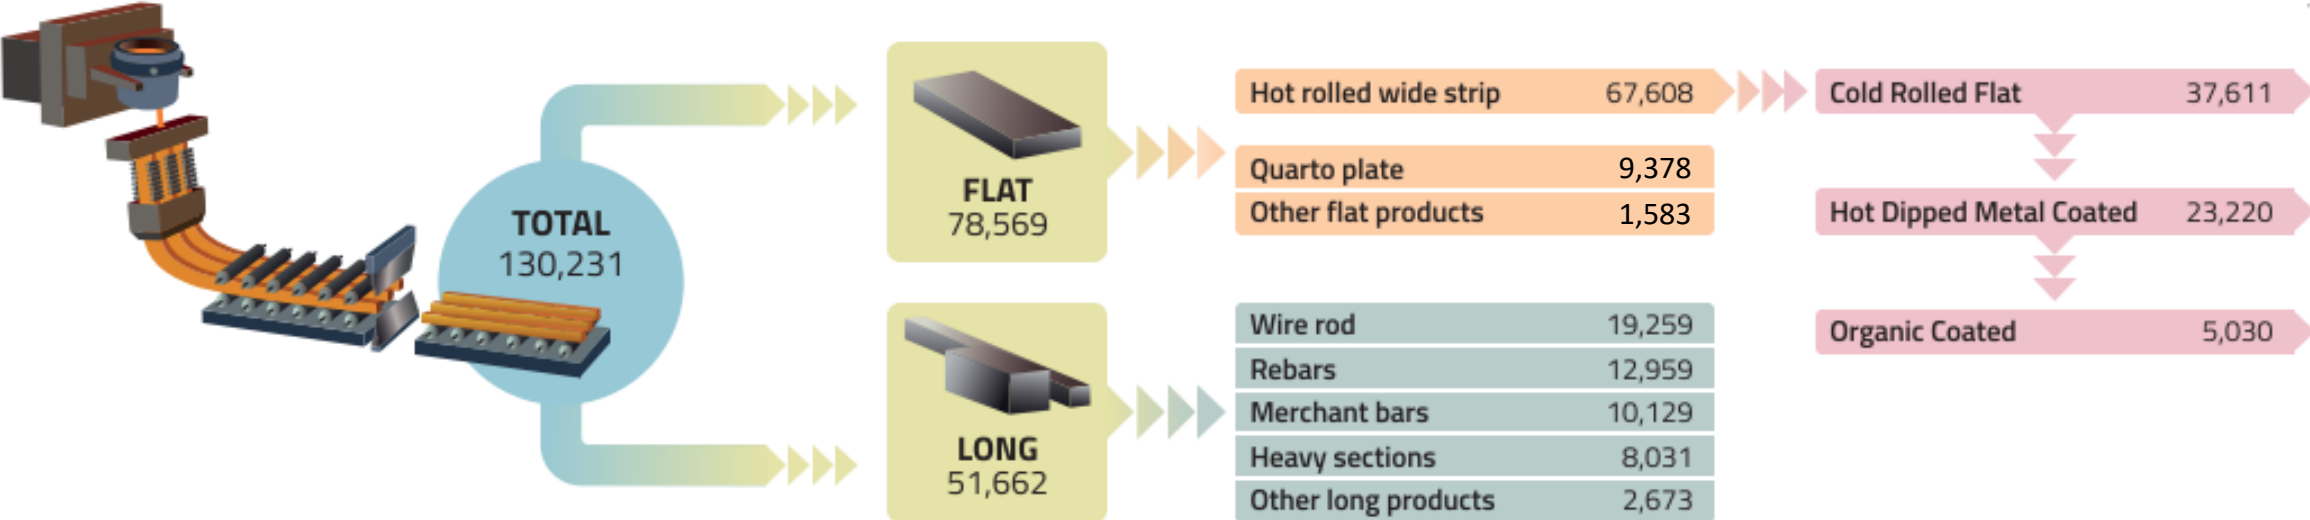 TOTAL
130,231
FLAT
78,569
Hot rolled wide strip 67,608
Quarto plate 9,378
Other flat products 1,583
Cold Rolled Flat 37,611
Hot Dipped Metal Coated 23,220
Organic Coated 5,030
LONG
51,662
Wire rod 19,259
Rebars 12,959
Merchant bars 10,129
Heavy sections 8,031
Other long products 2,673